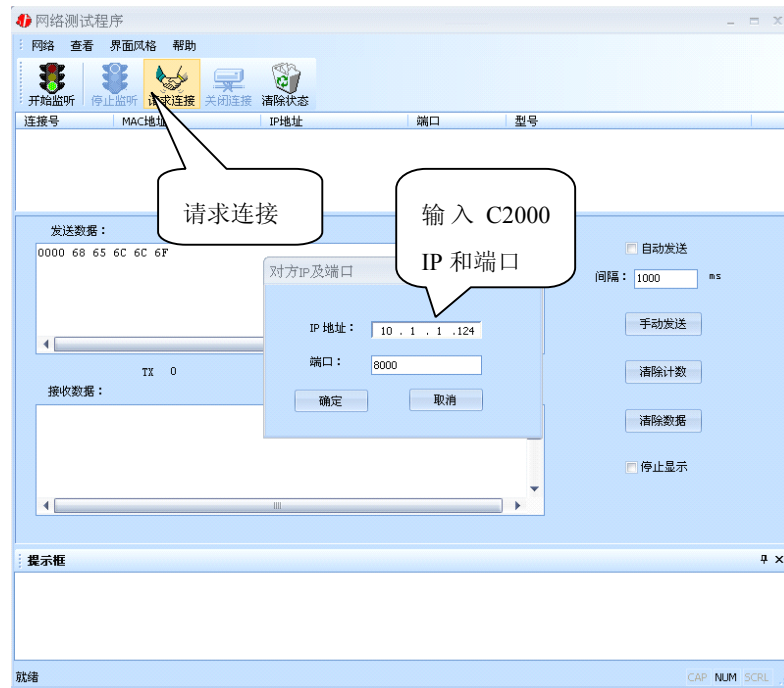 网络测试程序
网络 查看 界面风格 帮助
开始监听 停止监听 请求连接 关闭连接 清除状态
连接号 MAC地址 IP地址 端口 型号
请求连接
输入 C2000
IP 和端口
发送数据：
0000 68 65 6C 6C 6F
自动发送
间隔： 1000 ms
对方IP及端口
IP地址： 10 . 1 . 1 .124
端口： 8000
确定 取消
手动发送
TX 0
清除计数
接收数据：
清除数据
停止显示
提示框
就绪
CAP NUM SCRL